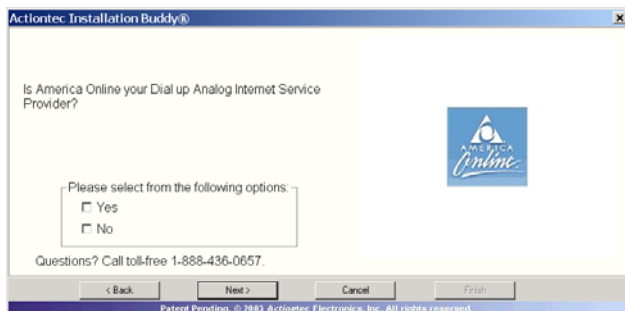 Actiontec Installation Buddy®
Is America Online your Dial up Analog Internet Service
Provider?
AMERICA
Online.
Please select from the following options:
Yes
No
Questions? Call toll-free 1-888-436-0657.
< Back
Next >
Cancel
Finish
Patent Pending. © 2003 Actiontec Electronics, Inc. All rights reserved.